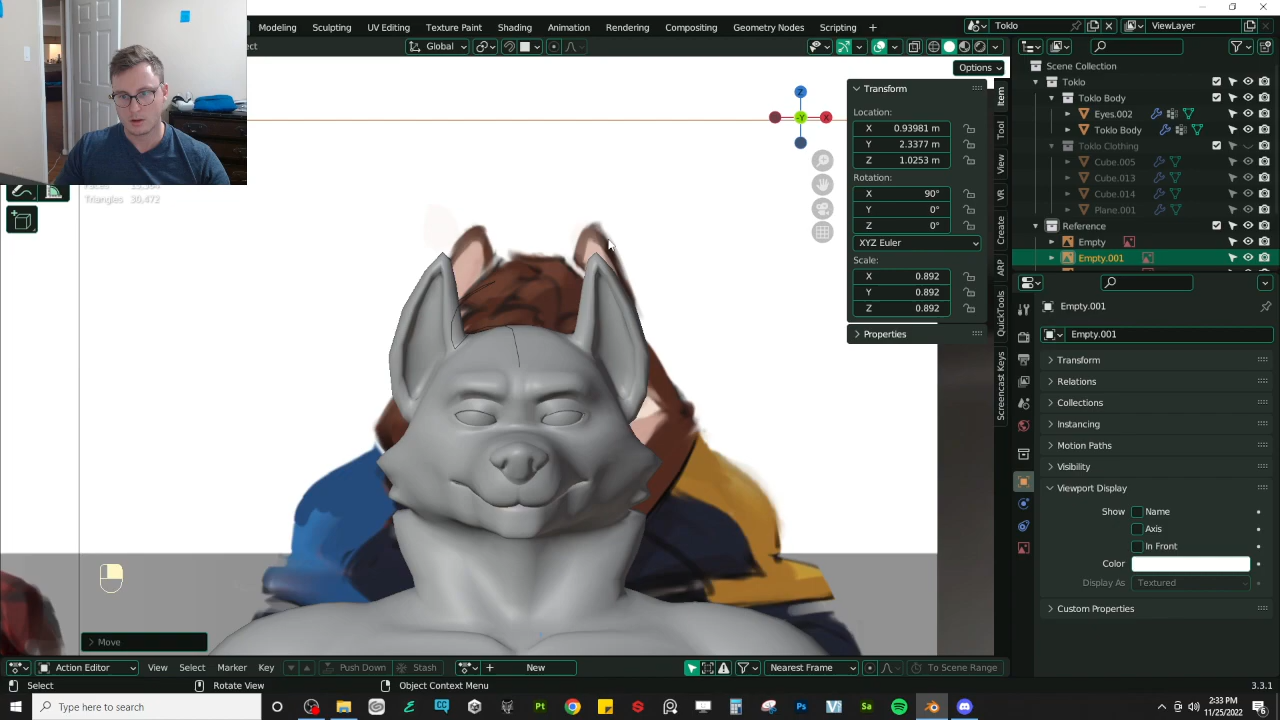 Modeling Sculpting UV Editing Texture Paint Shading Animation Rendering Compositing Geometry Nodes Scripting + Toklo ViewLayer
Global
Options
Transform
Location:
X 0.93981 m
Y 2.3377 m
Z 1.0253 m
Rotation:
X 90°
Y 0°
Z 0°
XYZ Euler
Scale:
X 0.892
Y 0.892
Z 0.892
Properties
Item
Tool
View
VR
Create
ARP
QuickTools
Screencast Keys
Z
-Y
X
Triangles 30,472
Scene Collection
Toklo
Toklo Body
Eyes.002
Toklo Body
Toklo Clothing
Cube.005
Cube.013
Cube.014
Plane.001
Reference
Empty
Empty.001
Empty.001
Empty.001
Transform
Relations
Collections
Instancing
Motion Paths
Visibility
Viewport Display
Show Name
Axis
In Front
Color
Display As Textured
Custom Properties
Move
Action Editor View Select Marker Key Push Down Stash + New Nearest Frame To Scene Range
Select Rotate View Object Context Menu 3.3.1
Type here to search
2:33 PM
11/25/2022